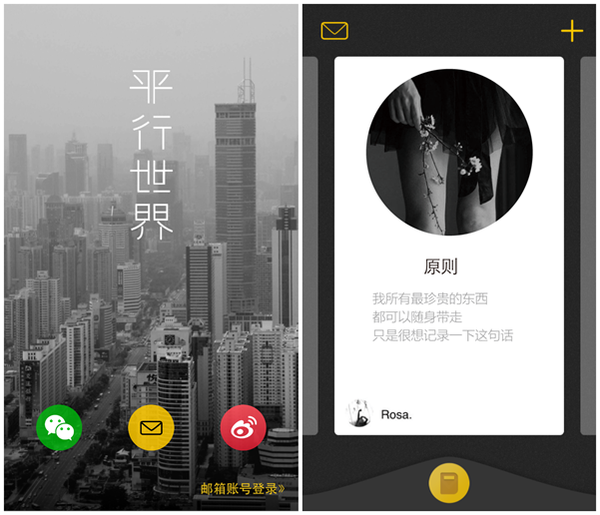 平行世界
邮箱账号登录》
原则
我所有最珍贵的东西
都可以随身带走
只是很想记录一下这句话
Rosa.